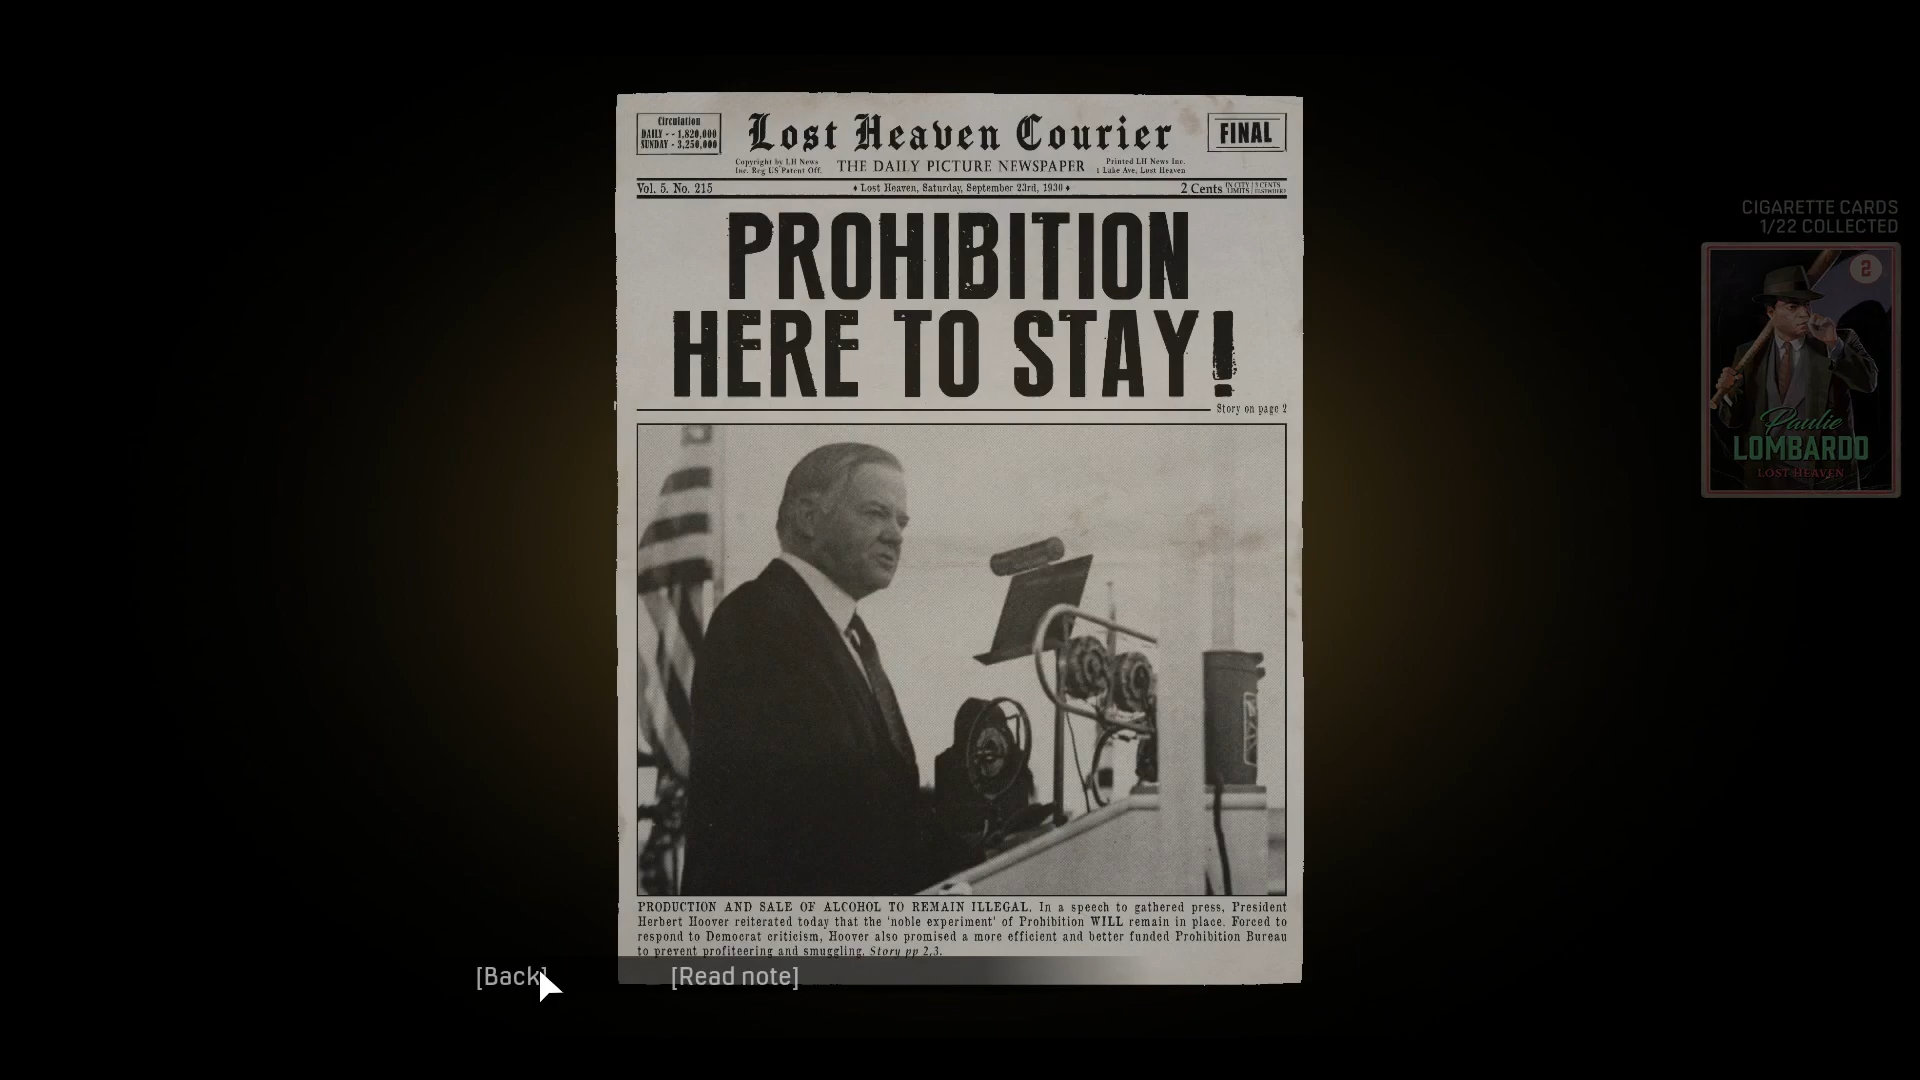 Circulation
DAILY - - 1,820,000
SUNDAY - 3,250,000
Lost Heaven Courier
FINAL
Copyright by LH News
Inc. Reg US Patent Off.
THE DAILY PICTURE NEWSPAPER
Printed LH News Inc.
1 Lake Ave, Lost Heaven
Vol. 5. No. 215
Lost Heaven, Saturday, September 23rd, 1930
2 Cents
IN CITY | 3 CENTS
LIMITS | ELSEWHERE
PROHIBITION
HERE TO STAY!
Story on page 2
PRODUCTION AND SALE OF ALCOHOL TO REMAIN ILLEGAL. In a speech to gathered press, President
Herbert Hoover reiterated today that the 'noble experiment' of Prohibition WILL remain in place. Forced to
respond to Democrat criticism, Hoover also promised a more efficient and better funded Prohibition Bureau
to prevent profiteering and smuggling. Story pp 2,3.
[Back]
[Read note]
CIGARETTE CARDS
1/22 COLLECTED
2
Paulie
LOMBARDO
LOST HEAVEN